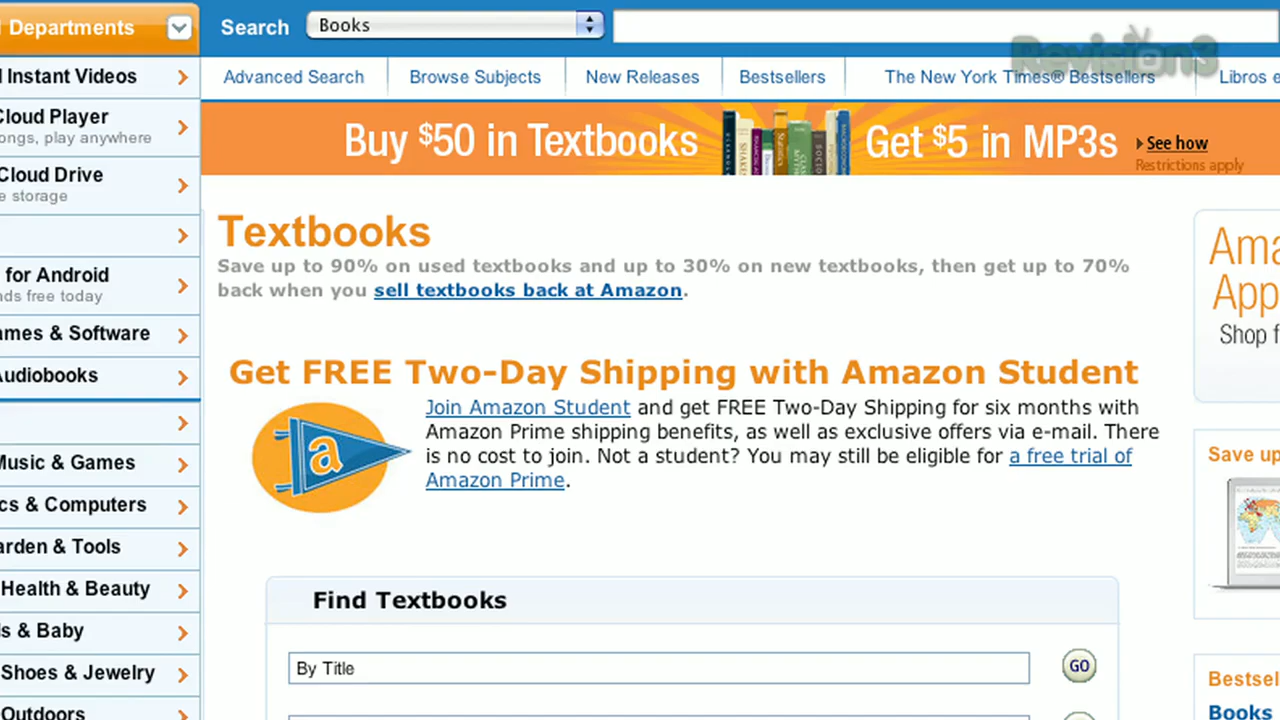 Departments
Search
Books
Revision3
Advanced Search
Browse Subjects
New Releases
Bestsellers
The New York Times® Bestsellers
Libros e
Buy $50 in Textbooks
Get $5 in MP3s
See how
Restrictions apply
Instant Videos
Cloud Player
ongs, play anywhere
Cloud Drive
e storage
for Android
ads free today
ames & Software
Audiobooks
Music & Games
cs & Computers
arden & Tools
Health & Beauty
s & Baby
Shoes & Jewelry
Outdoors
Textbooks
Save up to 90% on used textbooks and up to 30% on new textbooks, then get up to 70%
back when you sell textbooks back at Amazon.
Get FREE Two-Day Shipping with Amazon Student
a
Join Amazon Student and get FREE Two-Day Shipping for six months with
Amazon Prime shipping benefits, as well as exclusive offers via e-mail. There
is no cost to join. Not a student? You may still be eligible for a free trial of
Amazon Prime.
Find Textbooks
By Title
GO
Ama
App
Shop f
Save up
Bestsel
Books